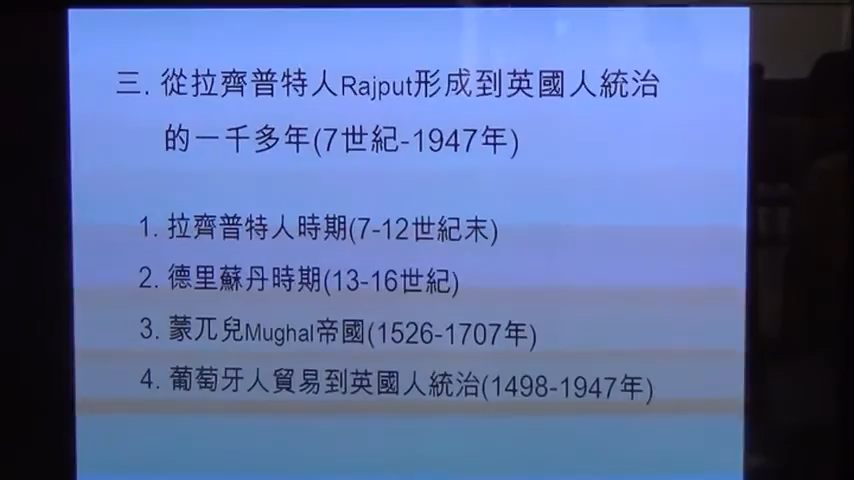 三. 從拉齊普特人Rajput形成到英國人統治
的一千多年(7世紀-1947年)
1. 拉齊普特人時期(7-12世紀末)
2. 德里蘇丹時期(13-16世紀)
3. 蒙兀兒Mughal帝國(1526-1707年)
4. 葡萄牙人貿易到英國人統治(1498-1947年)